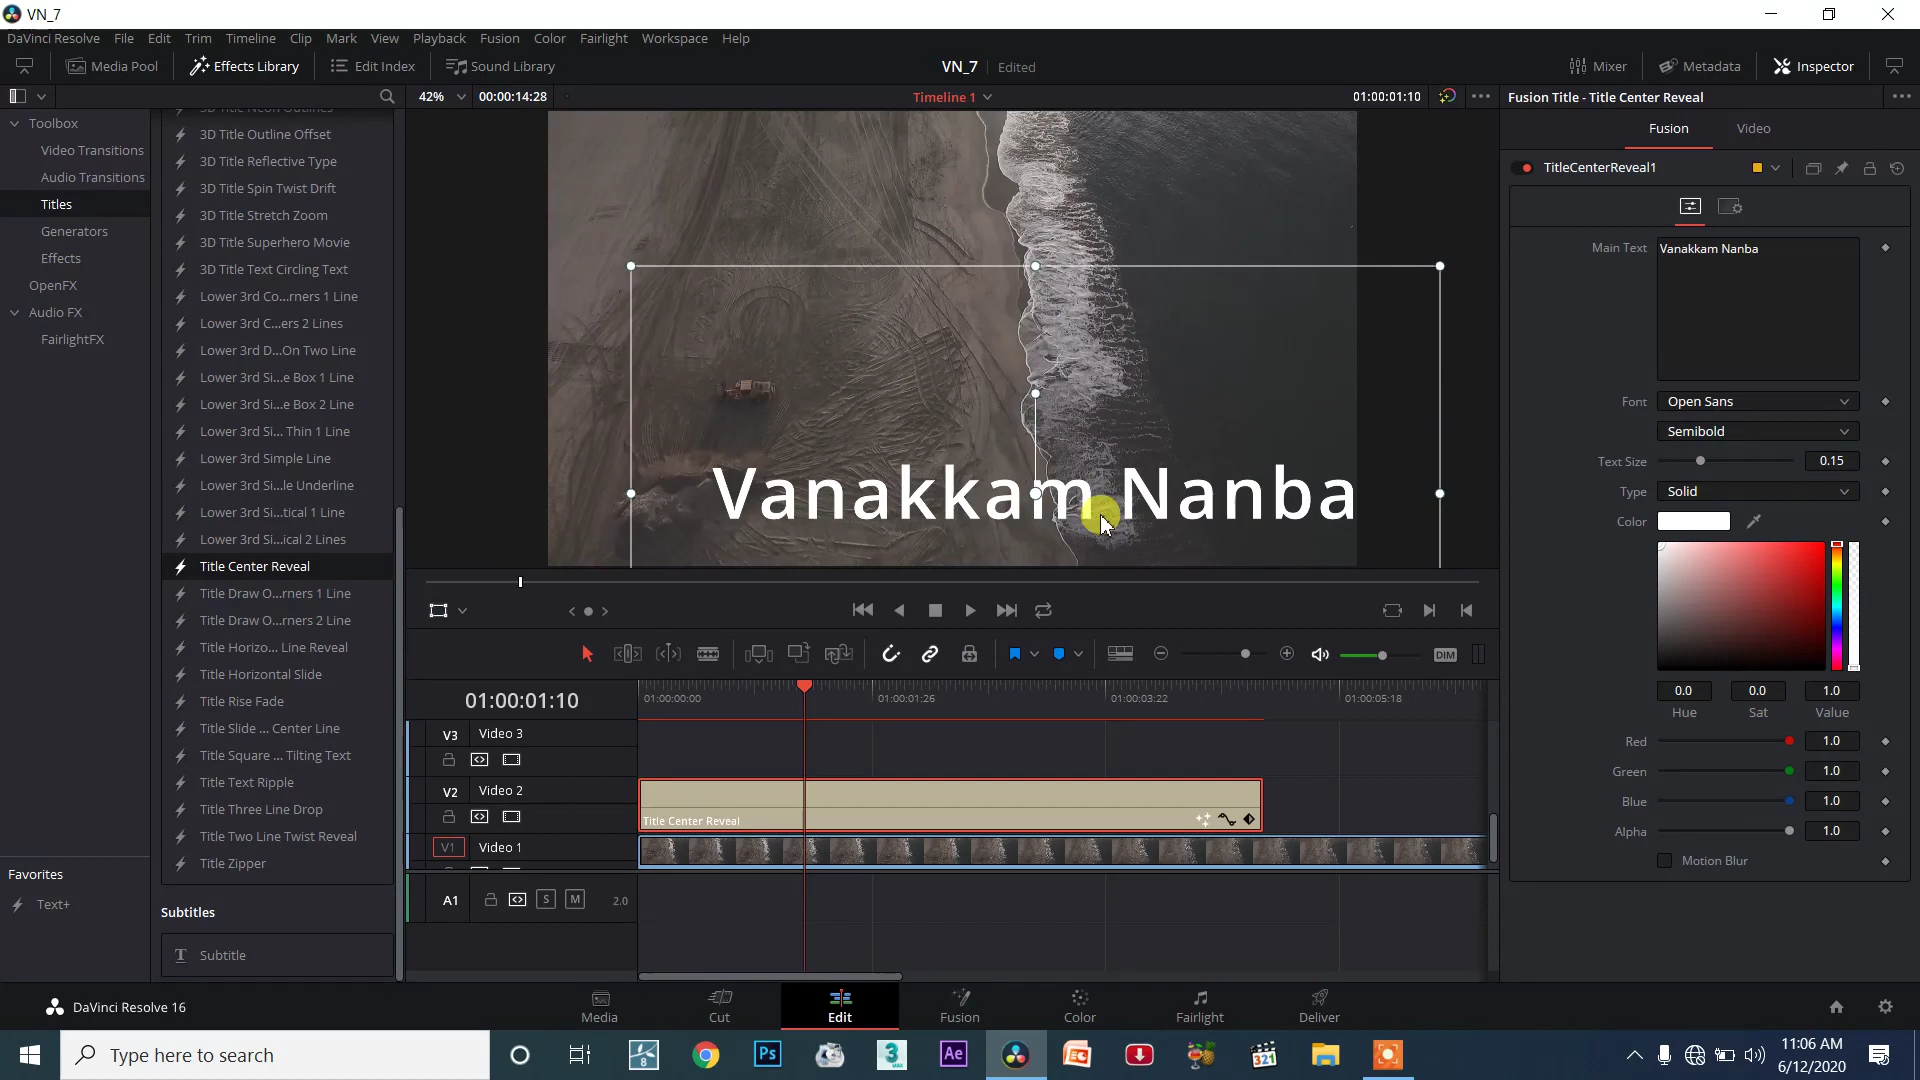 VN_7
DaVinci Resolve File Edit Trim Timeline Clip Mark View Playback Fusion Color Fairlight Workspace Help
Media Pool Effects Library Edit Index Sound Library VN_7 Edited Mixer Metadata Inspector
42% 00:00:14:28 Timeline 1 01:00:01:10 Fusion Title - Title Center Reveal
Toolbox
Video Transitions
Audio Transitions
Titles
Generators
Effects
OpenFX
Audio FX
FairlightFX
Favorites
Text+
3D Title Neon Outlines
3D Title Outline Offset
3D Title Reflective Type
3D Title Spin Twist Drift
3D Title Stretch Zoom
3D Title Superhero Movie
3D Title Text Circling Text
Lower 3rd Co...rners 1 Line
Lower 3rd C...ers 2 Lines
Lower 3rd D...On Two Line
Lower 3rd Si...e Box 1 Line
Lower 3rd Si...e Box 2 Line
Lower 3rd Si... Thin 1 Line
Lower 3rd Simple Line
Lower 3rd Si...le Underline
Lower 3rd Si...tical 1 Line
Lower 3rd Si...ical 2 Lines
Title Center Reveal
Title Draw O...rners 1 Line
Title Draw O...rners 2 Line
Title Horizo... Line Reveal
Title Horizontal Slide
Title Rise Fade
Title Slide ... Center Line
Title Square ... Tilting Text
Title Text Ripple
Title Three Line Drop
Title Two Line Twist Reveal
Title Zipper
Subtitles
T Subtitle
Vanakkam Nanba
DIM
01:00:01:10 01:00:00:00 01:00:01:26 01:00:03:22 01:00:05:18
V3 Video 3
V2 Video 2
Title Center Reveal
V1 Video 1
A1 S M 2.0
Fusion Video
TitleCenterReveal1
Main Text Vanakkam Nanba
Font Open Sans
Semibold
Text Size 0.15
Type Solid
Color
0.0 0.0 1.0
Hue Sat Value
Red 1.0
Green 1.0
Blue 1.0
Alpha 1.0
Motion Blur
DaVinci Resolve 16 Media Cut Edit Fusion Color Fairlight Deliver
Type here to search 8 Ps 3 MAX Ae 321 11:06 AM
6/12/2020